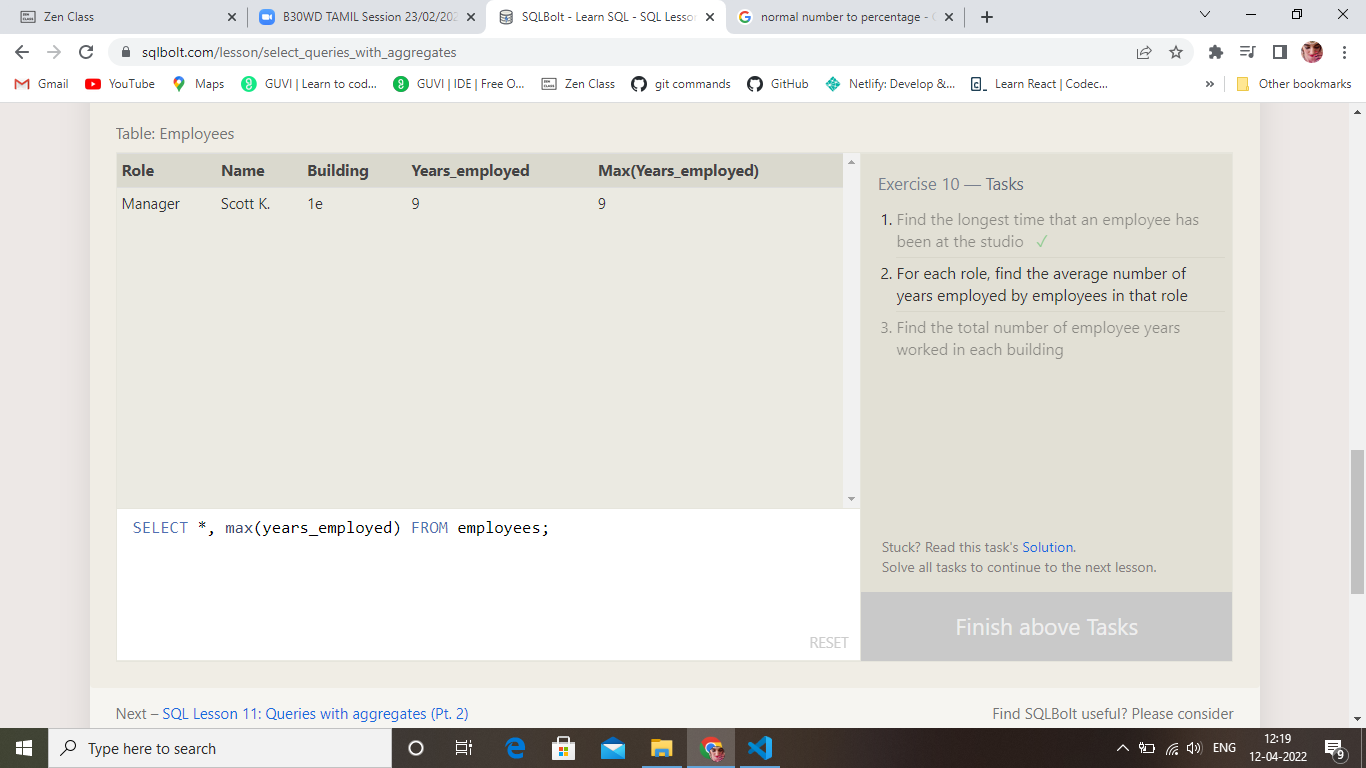 Zen Class
B30WD TAMIL Session 23/02/202
SQLBolt - Learn SQL - SQL Lesso
normal number to percentage -
sqlbolt.com/lesson/select_queries_with_aggregates
Gmail YouTube Maps GUVI | Learn to cod... GUVI | IDE | Free O... Zen Class git commands GitHub Netlify: Develop &... Learn React | Codec... » Other bookmarks
Table: Employees
Role Name Building Years_employed Max(Years_employed)
Manager Scott K. 1e 9 9
SELECT *, max(years_employed) FROM employees;
RESET
Exercise 10 — Tasks
1. Find the longest time that an employee has
been at the studio ✓
2. For each role, find the average number of
years employed by employees in that role
3. Find the total number of employee years
worked in each building
Stuck? Read this task's Solution.
Solve all tasks to continue to the next lesson.
Finish above Tasks
Next – SQL Lesson 11: Queries with aggregates (Pt. 2)
Find SQLBolt useful? Please consider
Type here to search
ENG
12:19
12-04-2022
9